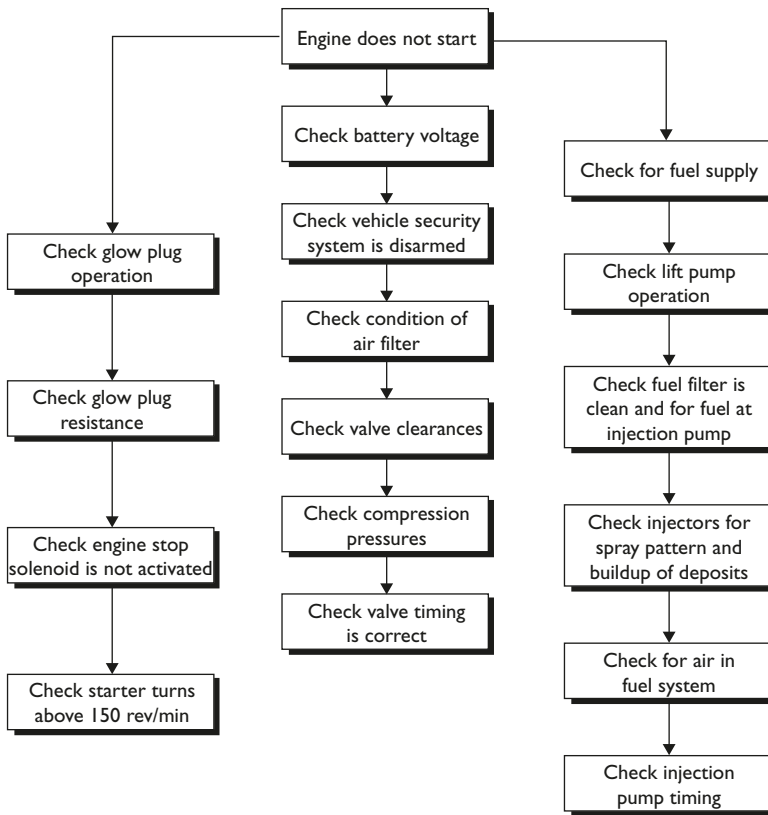 Engine does not start
Check battery voltage
Check vehicle security
system is disarmed
Check condition of
air filter
Check valve clearances
Check compression
pressures
Check valve timing
is correct
Check glow plug
operation
Check glow plug
resistance
Check engine stop
solenoid is not activated
Check starter turns
above 150 rev/min
Check for fuel supply
Check lift pump
operation
Check fuel filter is
clean and for fuel at
injection pump
Check injectors for
spray pattern and
buildup of deposits
Check for air in
fuel system
Check injection
pump timing